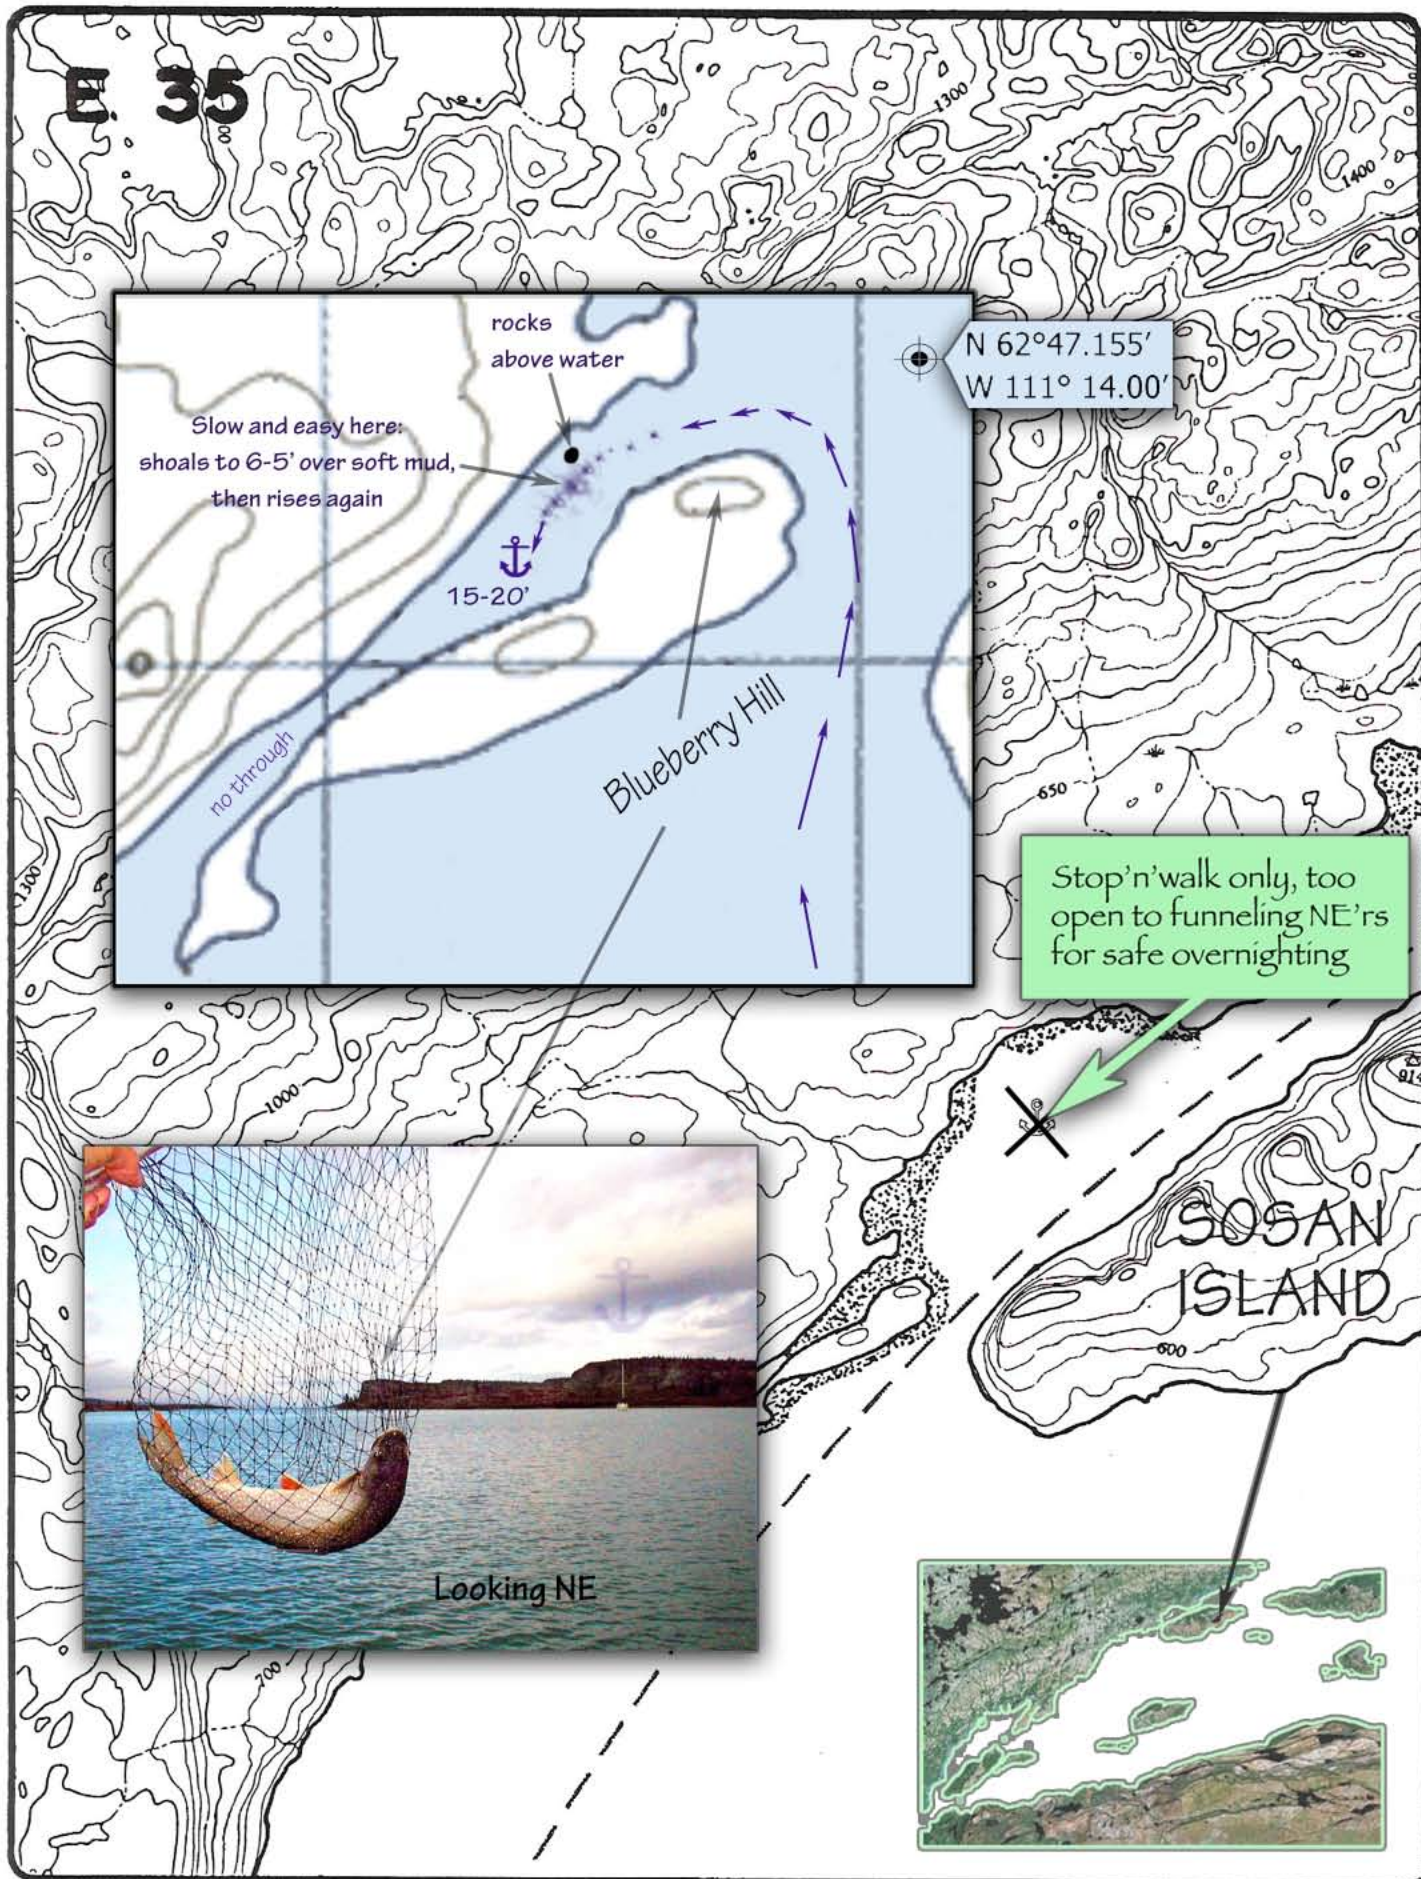 E 35
1300
1400
rocks
above water
N 62°47.155'
W 111° 14.00'
Slow and easy here:
shoals to 6-5' over soft mud,
then rises again
15-20'
no through
Blueberry Hill
650
1300
Stop'n'walk only, too
open to funneling NE'rs
for safe overnighting
1000
914
SOSAN
ISLAND
600
Looking NE
700